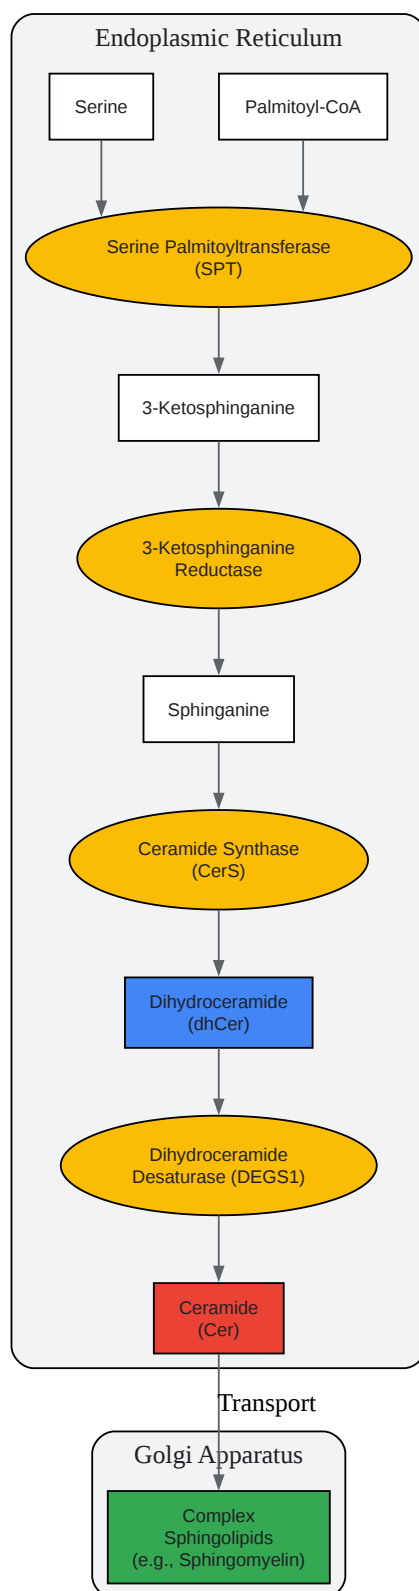 Endoplasmic Reticulum
Serine
Palmitoyl-CoA
Serine Palmitoyltransferase
(SPT)
3-Ketosphinganine
3-Ketosphinganine
Reductase
Sphinganine
Ceramide Synthase
(CerS)
Dihydroceramide
(dhCer)
Dihydroceramide
Desaturase (DEGS1)
Ceramide
(Cer)
Transport
Golgi Apparatus
Complex
Sphingolipids
(e.g., Sphingomyelin)